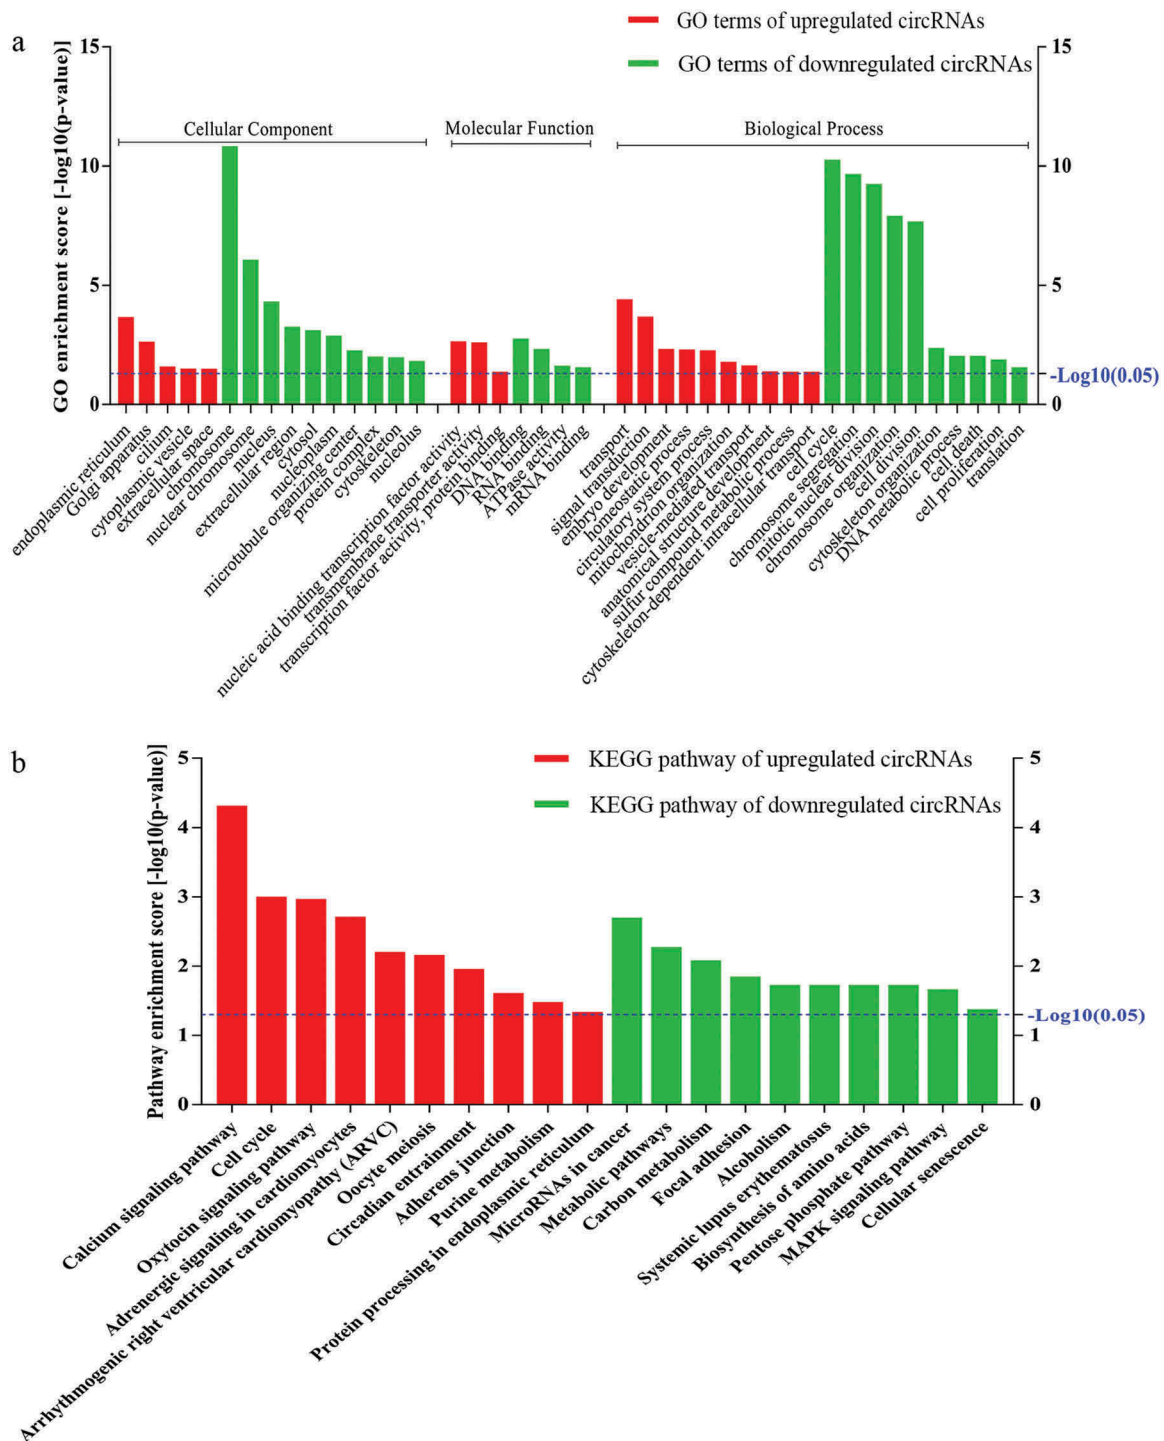 a
GO terms of upregulated circRNAs
GO terms of downregulated circRNAs
GO enrichment score [-log10(p-value)]
15
10
5
0
15
10
5
0
Cellular Component
Molecular Function
Biological Process
-Log10(0.05)
endoplasmic reticulum
Golgi apparatus
cilium
cytoplasmic vesicle
extracellular space
chromosome
nuclear chromosome
nucleus
extracellular region
cytosol
nucleoplasm
microtubule organizing center
protein complex
cytoskeleton
nucleolus
nucleic acid binding transcription factor activity
transmembrane transporter activity
transcription factor activity, protein binding
DNA binding
RNA binding
ATPase activity
mRNA binding
transport
signal transduction
embryo development
homeostatic process
circulatory system process
mitochondrion organization
vesicle-mediated transport
anatomical structure development
sulfur compound metabolic process
cytoskeleton-dependent intracellular transport
cell cycle
chromosome segregation
mitotic nuclear division
chromosome organization
cell division
cytoskeleton organization
DNA metabolic process
cell death
cell proliferation
translation
b
KEGG pathway of upregulated circRNAs
KEGG pathway of downregulated circRNAs
Pathway enrichment score [-log10(p-value)]
5
4
3
2
1
0
5
4
3
2
1
0
-Log10(0.05)
Calcium signaling pathway
Cell cycle
Oxytocin signaling pathway
Adrenergic signaling in cardiomyocytes
Arrhythmogenic right ventricular cardiomyopathy (ARVC)
Oocyte meiosis
Circadian entrainment
Adherens junction
Purine metabolism
Protein processing in endoplasmic reticulum
MicroRNAs in cancer
Metabolic pathways
Carbon metabolism
Focal adhesion
Alcoholism
Systemic lupus erythematosus
Biosynthesis of amino acids
Pentose phosphate pathway
MAPK signaling pathway
Cellular senescence